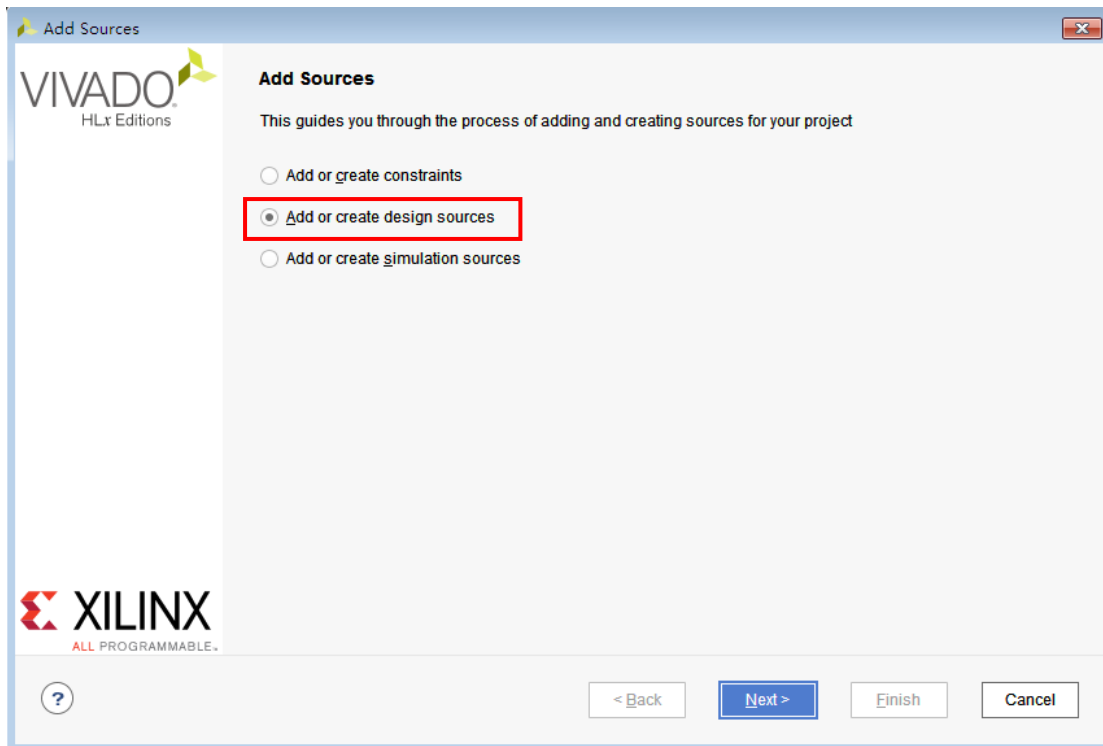 Add Sources
VIVADO.
HLx Editions
Add Sources
This guides you through the process of adding and creating sources for your project
Add or create constraints
Add or create design sources
Add or create simulation sources
XILINX
ALL PROGRAMMABLE™
?
< Back
Next >
Finish
Cancel